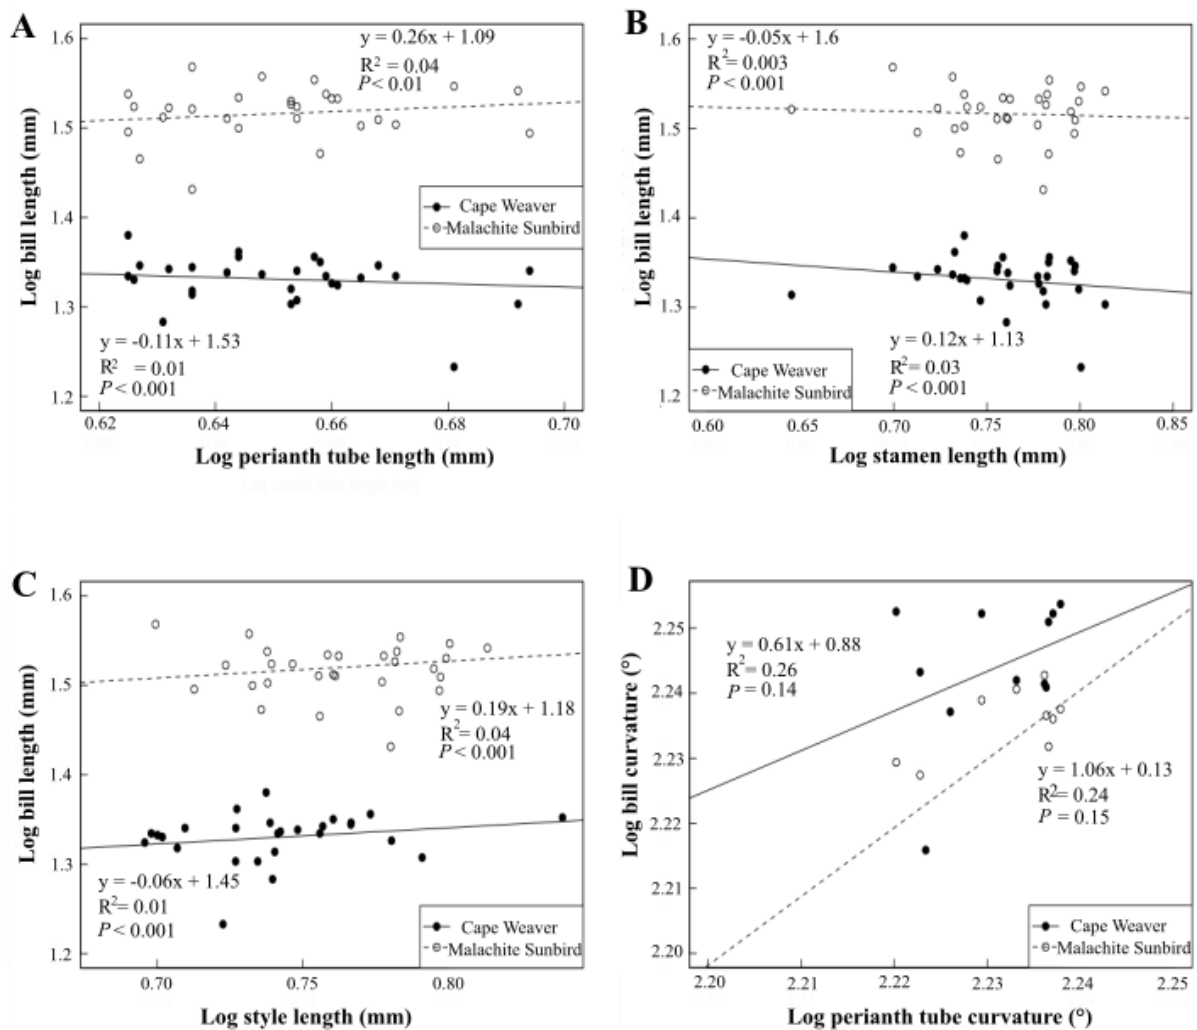 A
y = 0.26x + 1.09
R2 = 0.04
P < 0.01
Log bill length (mm)
1.6
1.5
1.4
1.3
1.2
Cape Weaver
Malachite Sunbird
y = -0.11x + 1.53
R2 = 0.01
P < 0.001
0.62
0.64
0.66
0.68
0.70
Log perianth tube length (mm)
B
y = -0.05x + 1.6
R2= 0.003
P < 0.001
Log bill length (mm)
1.6
1.5
1.4
1.3
1.2
y = 0.12x + 1.13
R2= 0.03
P < 0.001
Cape Weaver
Malachite Sunbird
0.60
0.65
0.70
0.75
0.80
0.85
Log stamen length (mm)
C
Log bill length (mm)
1.6
1.5
1.4
1.3
1.2
y = 0.19x + 1.18
R2= 0.04
P < 0.001
y = -0.06x + 1.45
R2= 0.01
P < 0.001
Cape Weaver
Malachite Sunbird
0.70
0.75
0.80
Log style length (mm)
D
Log bill curvature (°)
2.25
2.24
2.23
2.22
2.21
2.20
y = 0.61x + 0.88
R2= 0.26
P = 0.14
y = 1.06x + 0.13
R2= 0.24
P = 0.15
Cape Weaver
Malachite Sunbird
2.20
2.21
2.22
2.23
2.24
2.25
Log perianth tube curvature (°)